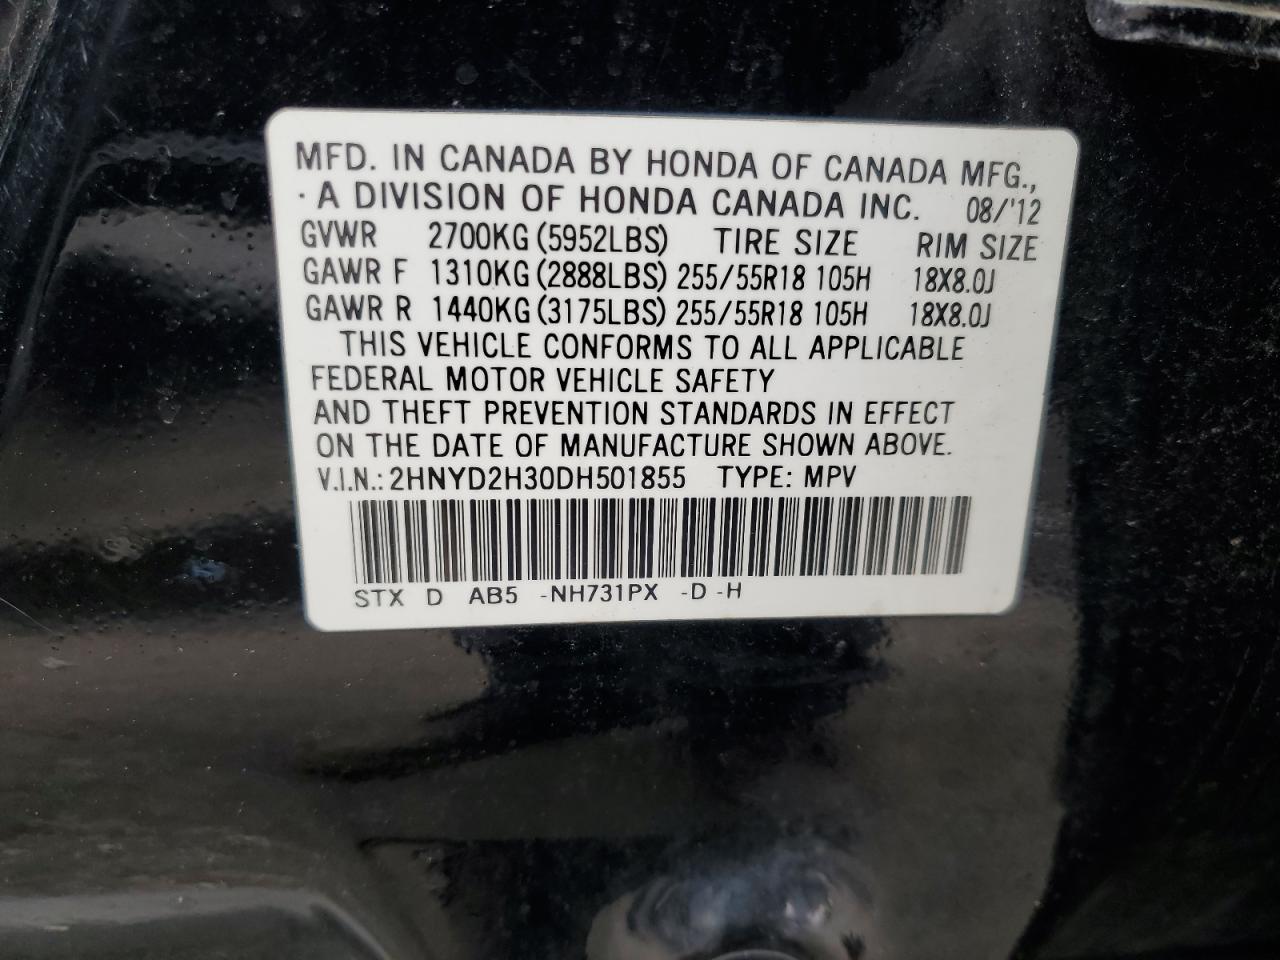 MFD. IN CANADA BY HONDA OF CANADA MFG.,
· A DIVISION OF HONDA CANADA INC. 08/'12
GVWR 2700KG (5952LBS) TIRE SIZE RIM SIZE
GAWR F 1310KG (2888LBS) 255/55R18 105H 18X8.0J
GAWR R 1440KG (3175LBS) 255/55R18 105H 18X8.0J
THIS VEHICLE CONFORMS TO ALL APPLICABLE
FEDERAL MOTOR VEHICLE SAFETY
AND THEFT PREVENTION STANDARDS IN EFFECT
ON THE DATE OF MANUFACTURE SHOWN ABOVE.
V.I.N.: 2HNYD2H30DH501855 TYPE: MPV
STX D AB5 -NH731PX -D -H